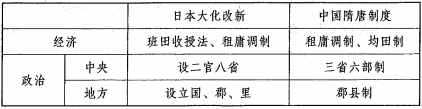 日本大化改新 中国隋唐制度
经济 班田收授法、租庸调制 租庸调制、均田制
政治 中央 设二官八省 三省六部制
地方 设立国、郡、里 郡县制